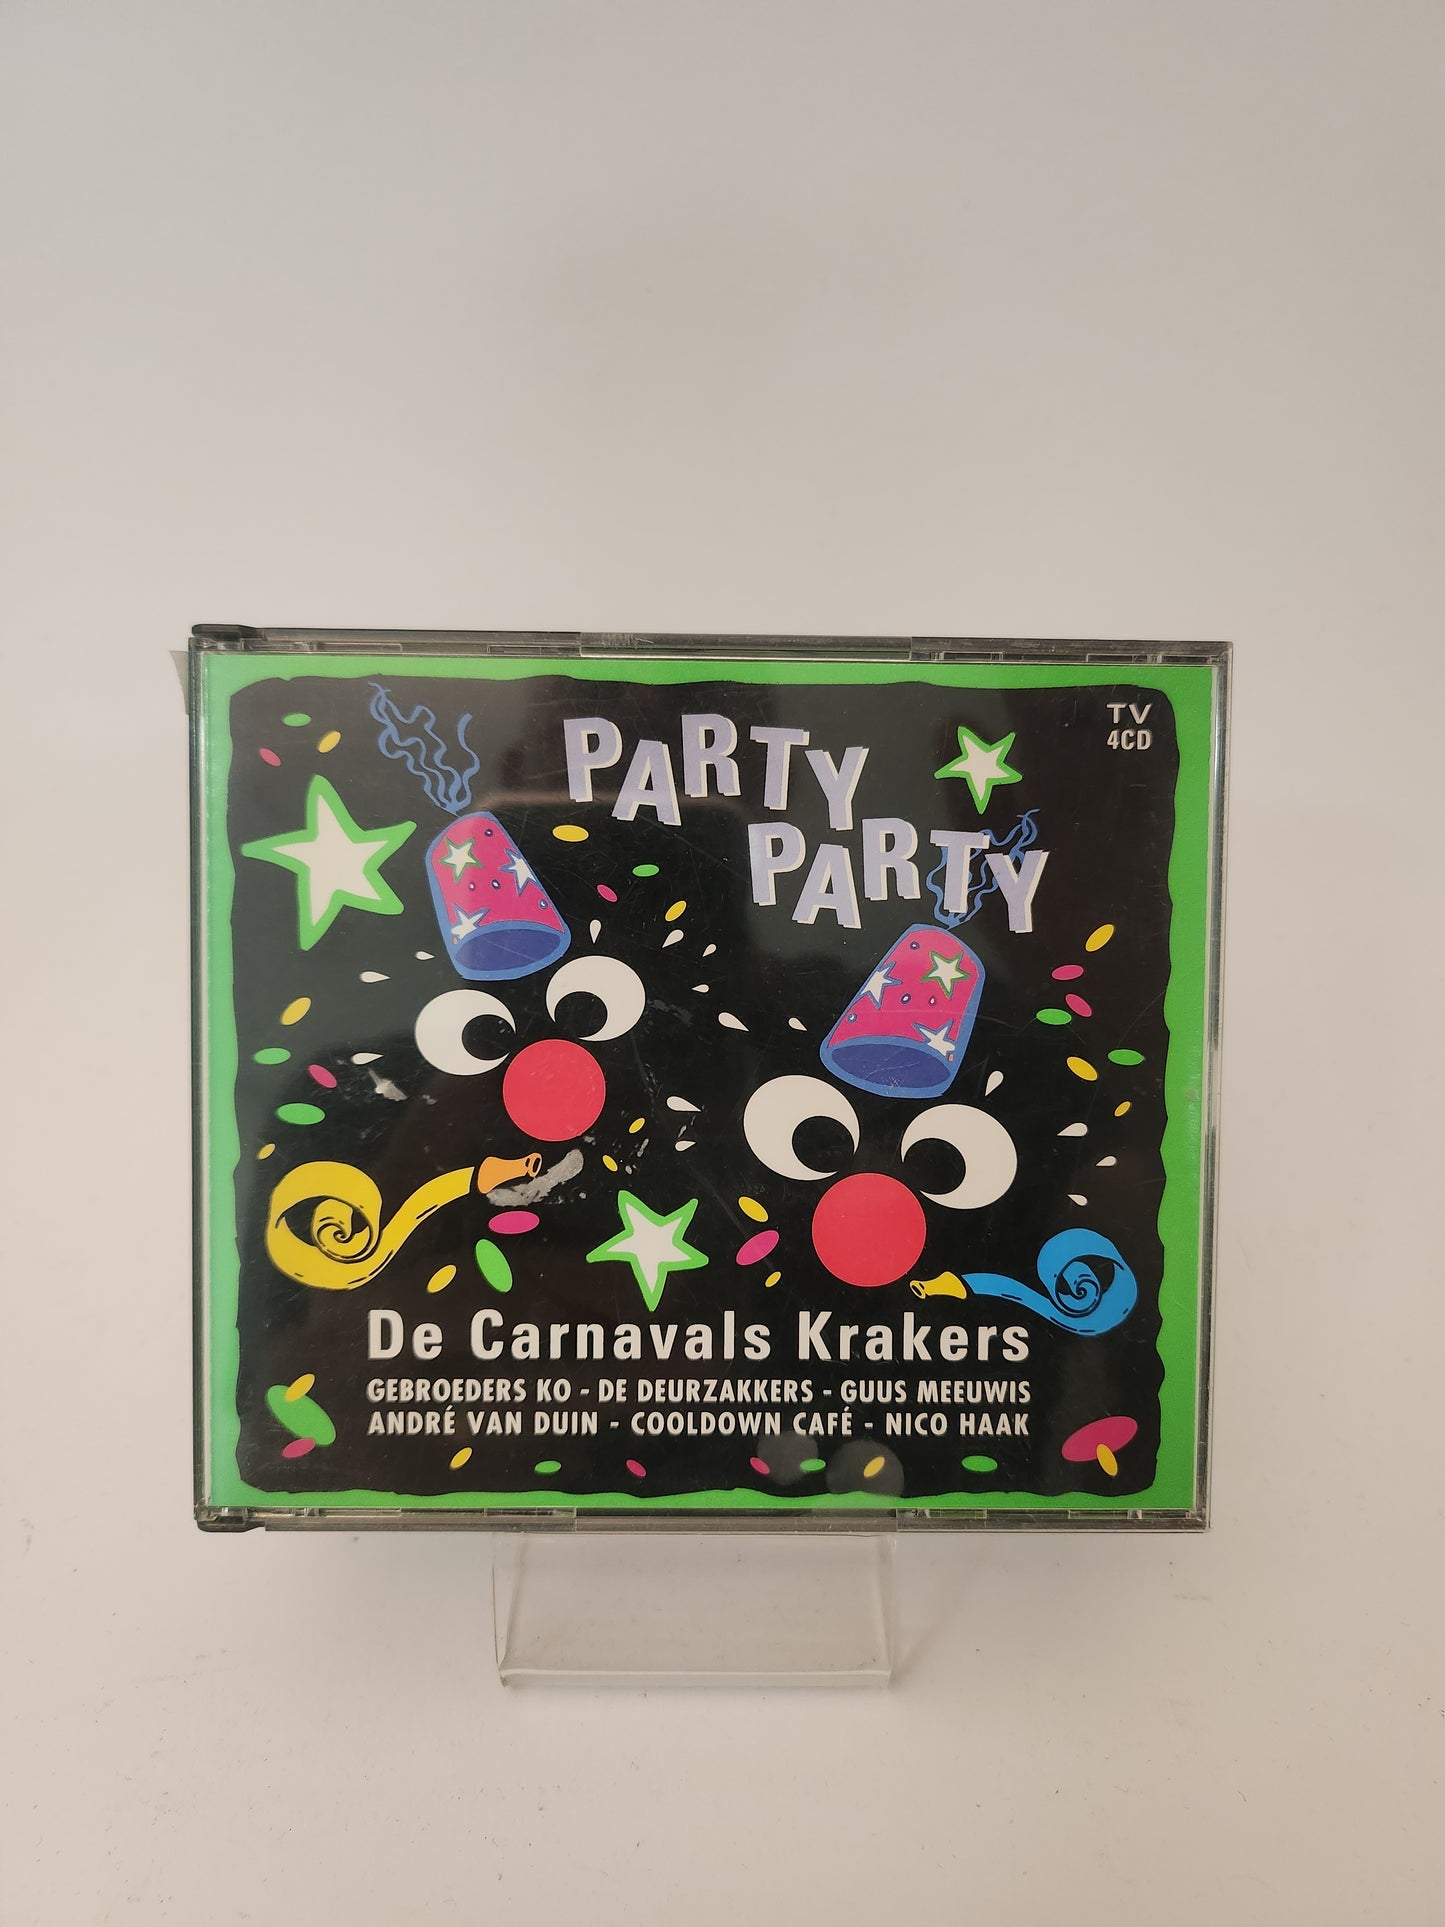 TV
4CD
PARTY
PARTY
De Carnavals Krakers
GEBROEDERS KO - DE DEURZAKKERS - GUUS MEEUWIS
ANDRÉ VAN DUIN - COOLDOWN CAFÉ - NICO HAAK